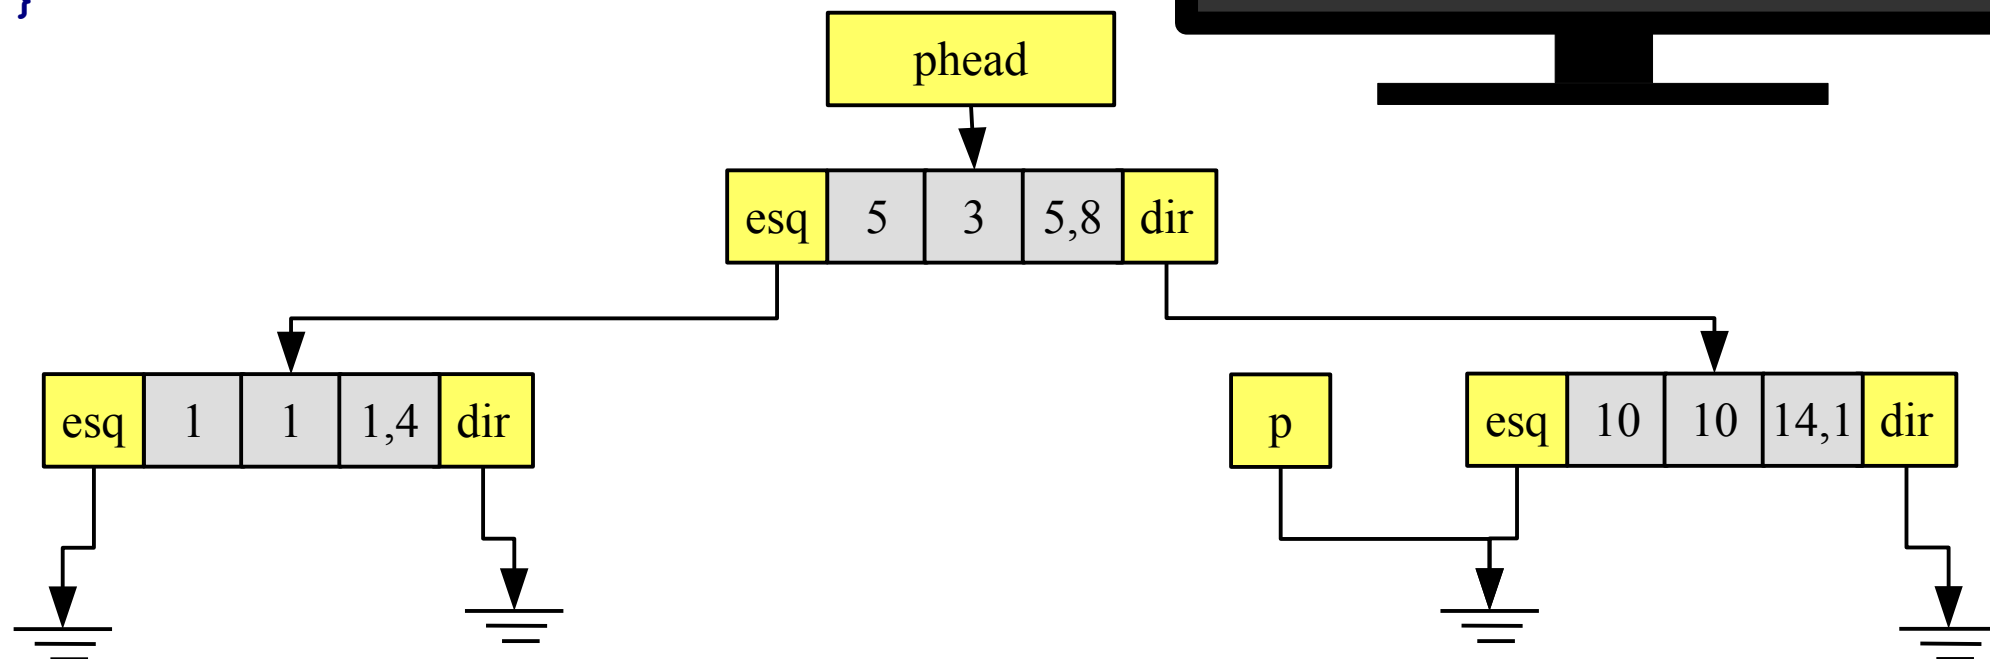 }
phead
esq 5 3 5,8 dir
esq 1 1 1,4 dir
p
esq 10 10 14,1 dir